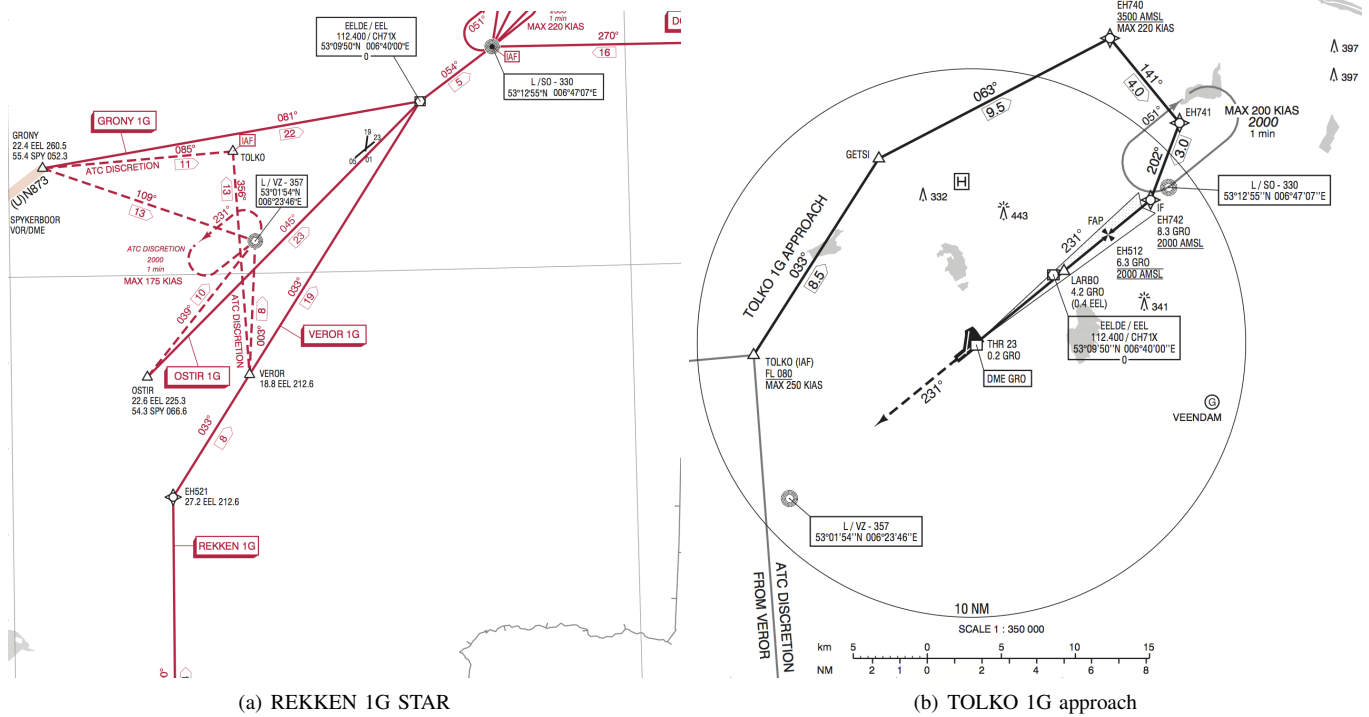 EELDE / EEL
112.400 / CH71X
53°09'50"N 006°40'00"E
0
051°
2000
1 min
MAX 220 KIAS
270°
16
IAF
L / SO - 330
53°12'55"N 006°47'07"E
054°
5
GRONY 1G
081°
22
GRONY
22.4 EEL 260.5
55.4 SPY 052.3
085°
11
ATC DISCRETION
IAF
TOLKO
19
23
05
01
(U)N873
SPYKERBOOR
VOR/DME
109°
13
356°
13
L / VZ - 357
53°01'54"N
006°23'46"E
231°
045°
23
ATC DISCRETION
2000
1 min
MAX 175 KIAS
039°
10
ATC DISCRETION
003°
8
033°
19
VEROR 1G
OSTIR 1G
OSTIR
22.6 EEL 225.3
54.3 SPY 066.6
VEROR
18.8 EEL 212.6
033°
8
EH521
27.2 EEL 212.6
REKKEN 1G
(a) REKKEN 1G STAR
EH740
3500 AMSL
MAX 220 KIAS
397
397
141°
4.0
063°
9.5
EH741
051°
MAX 200 KIAS
2000
1 min
202°
3.0
GETSI
H
332
443
L / SO - 330
53°12'55''N 006°47'07''E
IF
FAP
EH742
8.3 GRO
2000 AMSL
231°
EH512
6.3 GRO
2000 AMSL
TOLKO 1G APPROACH
033°
8.5
LARBO
4.2 GRO
(0.4 EEL)
341
EELDE / EEL
112.400 / CH71X
53°09'50''N 006°40'00''E
0
THR 23
0.2 GRO
DME GRO
TOLKO (IAF)
FL 080
MAX 250 KIAS
231°
G
VEENDAM
L / VZ - 357
53°01'54''N 006°23'46''E
ATC DISCRETION
FROM VEROR
10 NM
SCALE 1 : 350 000
km 5 0 5 10 15
NM 2 1 0 2 4 6 8
(b) TOLKO 1G approach